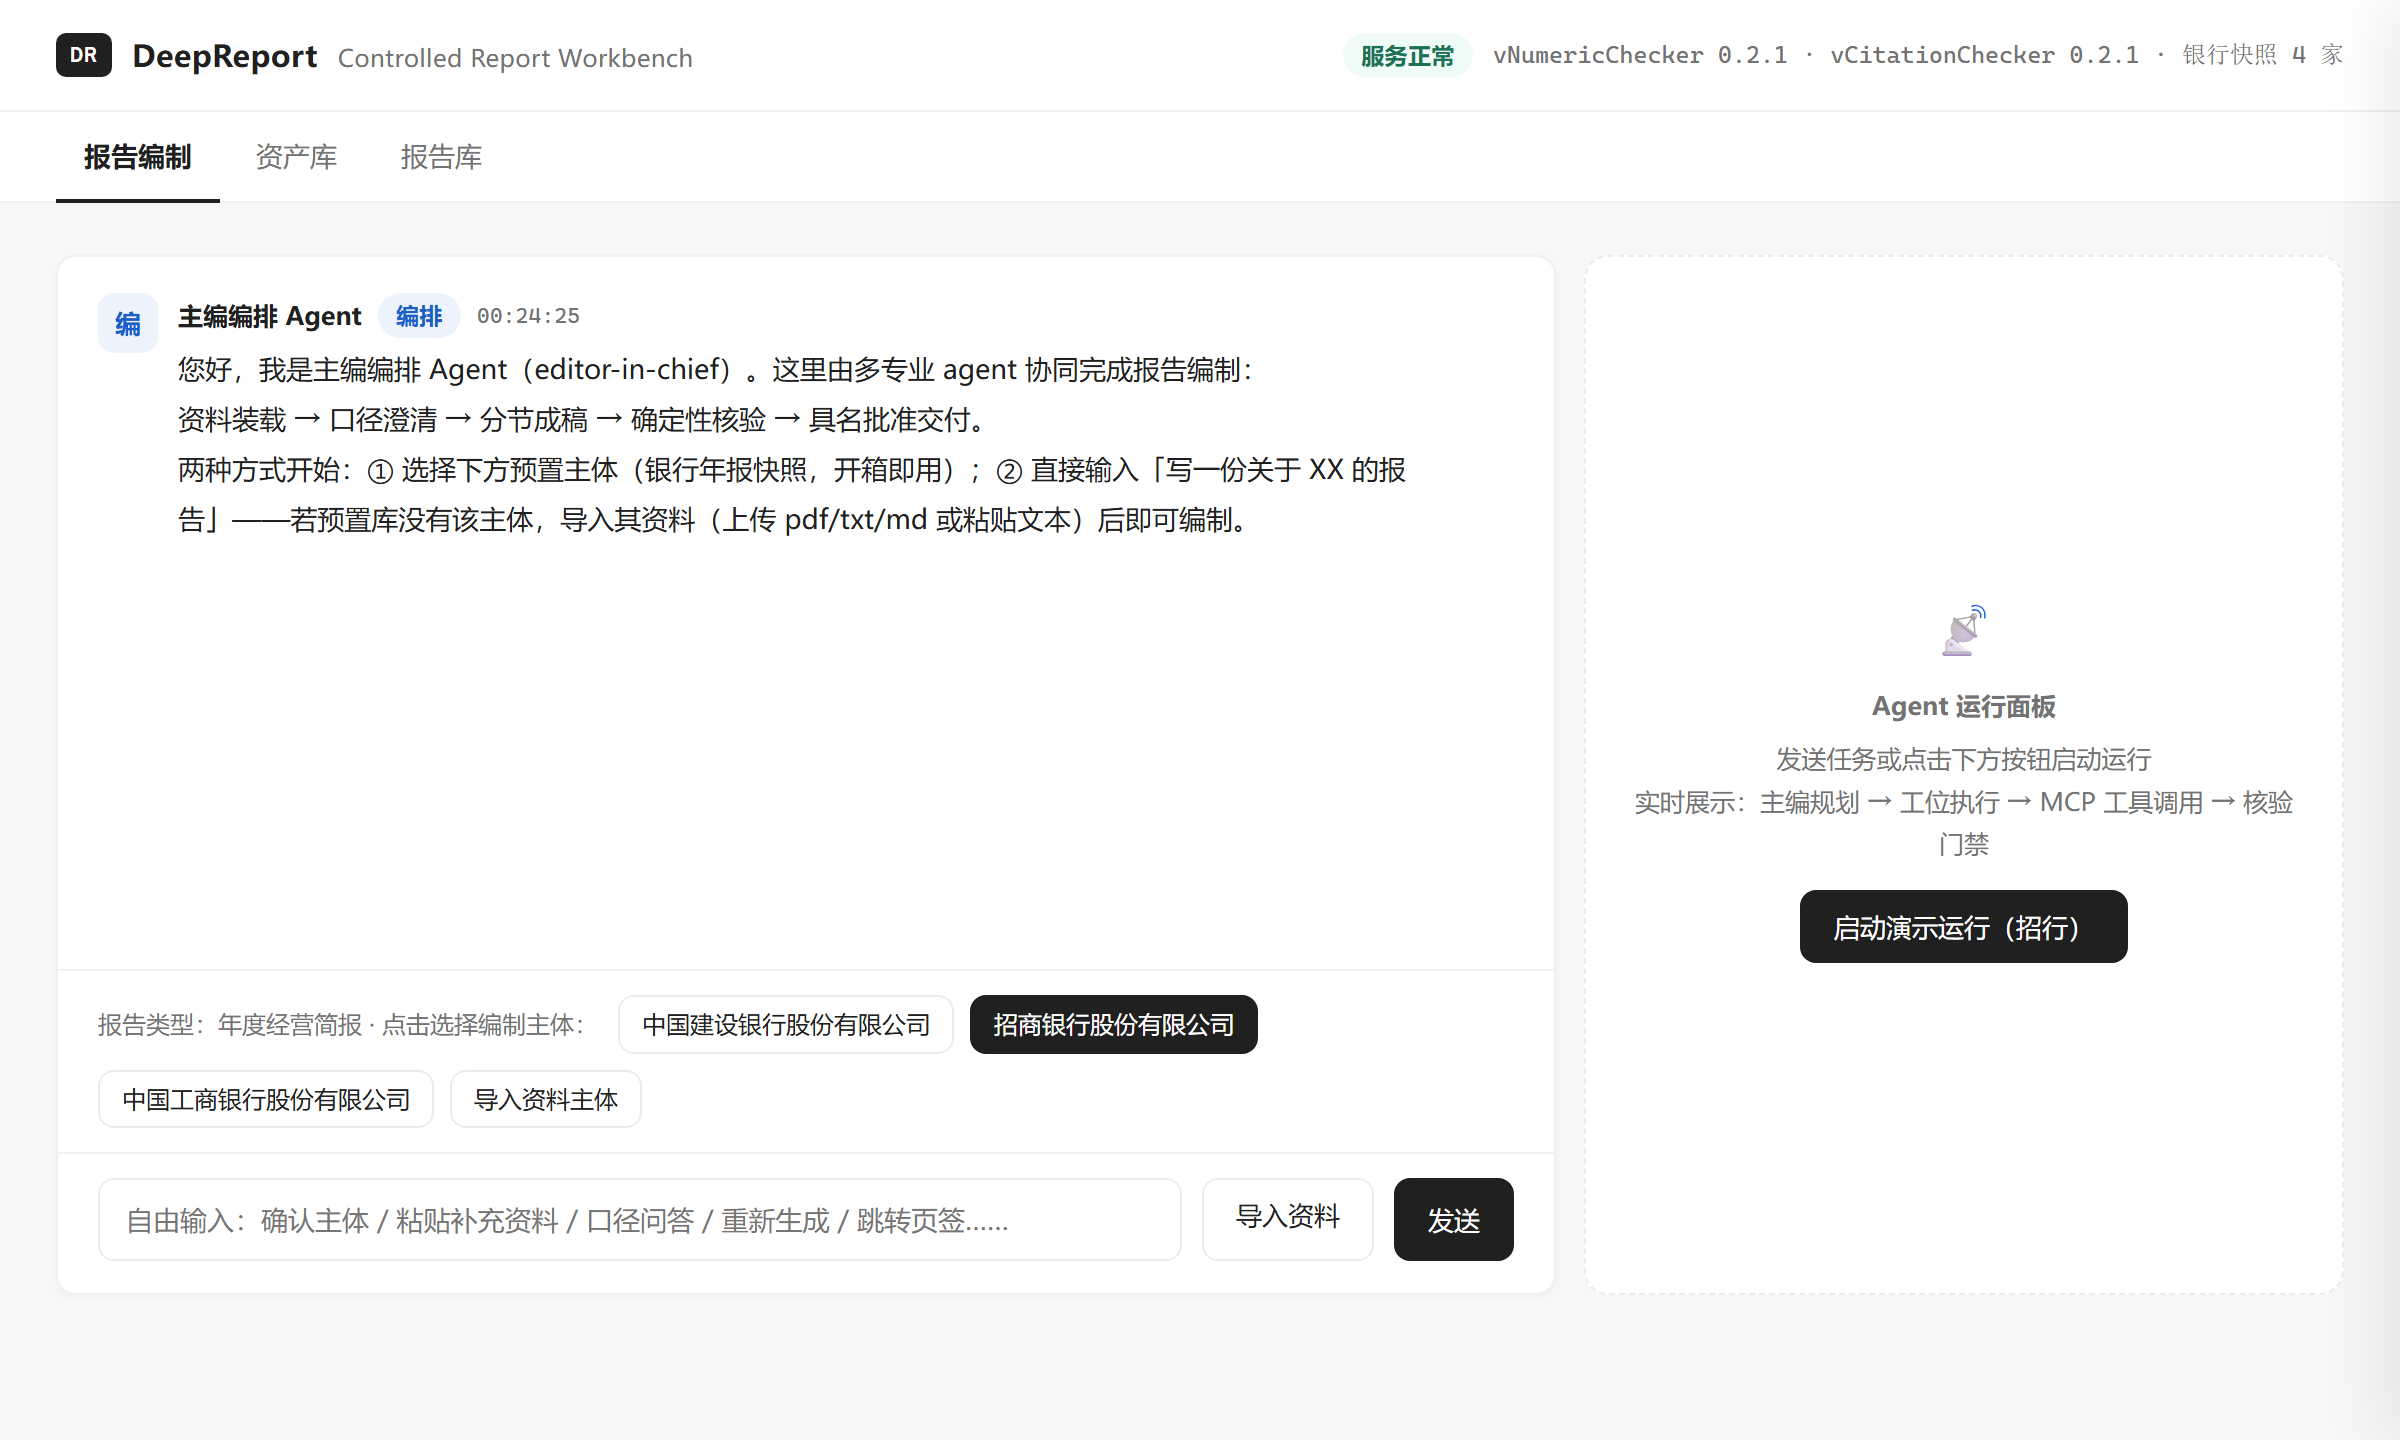 DR DeepReport Controlled Report Workbench
服务正常 vNumericChecker 0.2.1 · vCitationChecker 0.2.1 · 银行快照 4 家
报告编制 资产库 报告库
编 主编编排 Agent 编排 00:24:25
您好，我是主编编排 Agent（editor-in-chief）。这里由多专业 agent 协同完成报告编制：
资料装载 → 口径澄清 → 分节成稿 → 确定性核验 → 具名批准交付。
两种方式开始：① 选择下方预置主体（银行年报快照，开箱即用）；② 直接输入「写一份关于 XX 的报
告」——若预置库没有该主体，导入其资料（上传 pdf/txt/md 或粘贴文本）后即可编制。
报告类型：年度经营简报 · 点击选择编制主体： 中国建设银行股份有限公司 招商银行股份有限公司
中国工商银行股份有限公司 导入资料主体
自由输入：确认主体 / 粘贴补充资料 / 口径问答 / 重新生成 / 跳转页签…… 导入资料 发送
Agent 运行面板
发送任务或点击下方按钮启动运行
实时展示：主编规划 → 工位执行 → MCP 工具调用 → 核验
门禁
启动演示运行（招行）